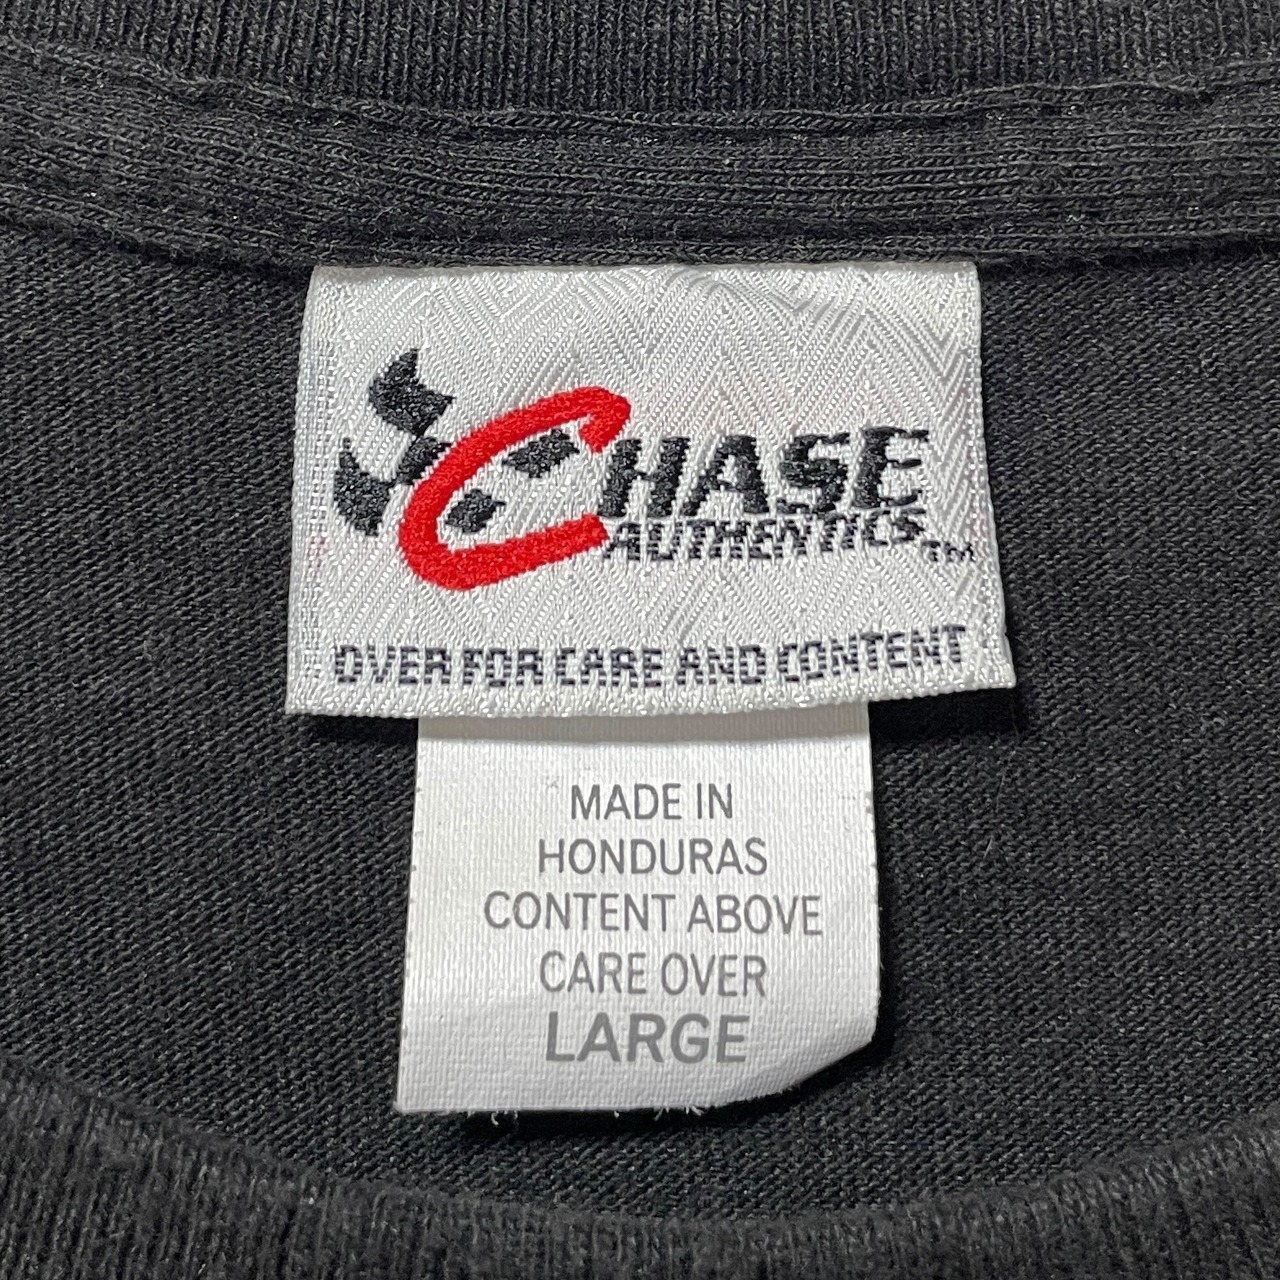 CHASE
AUTHENTICS.™
OVER FOR CARE AND CONTENT
MADE IN
HONDURAS
CONTENT ABOVE
CARE OVER
LARGE